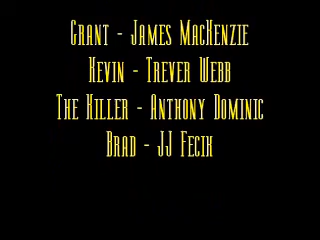 Grant - James MacKenzie
Kevin - Trever Webb
The Killer - Anthony Dominic
Brad - JJ Fecik